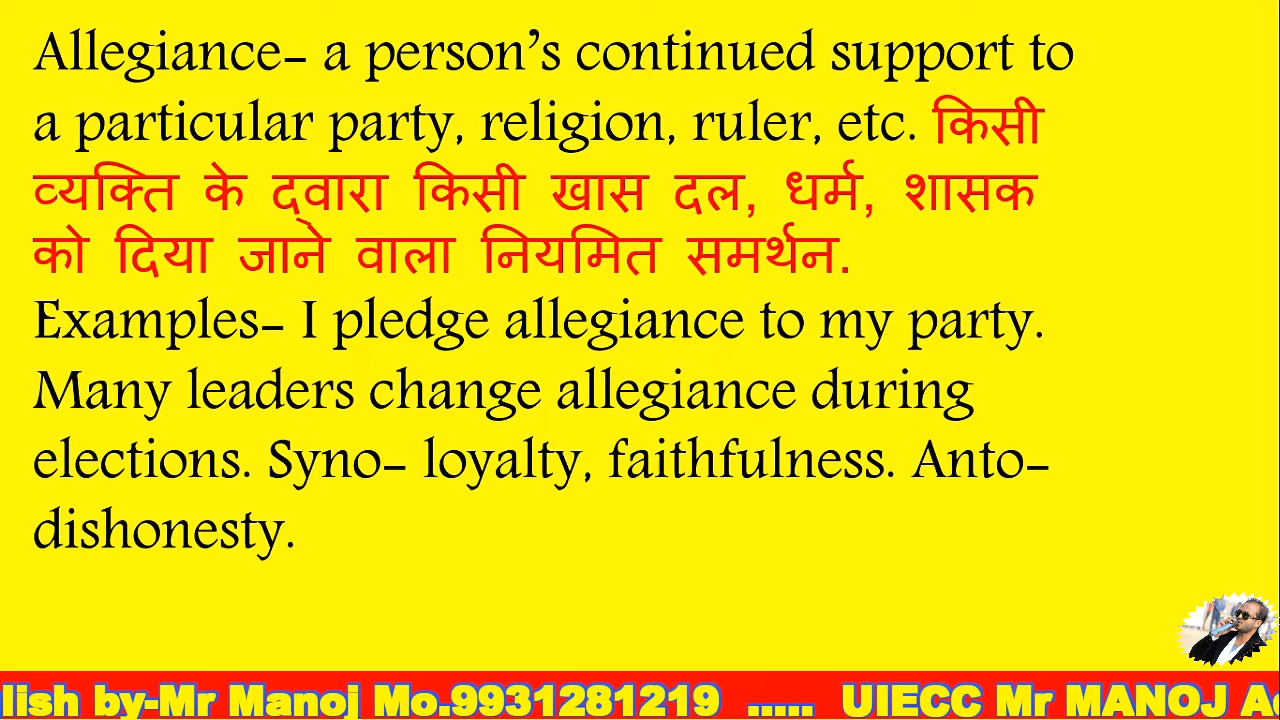 Allegiance- a person’s continued support to
a particular party, religion, ruler, etc. किसी
व्यक्ति के द्वारा किसी खास दल, धर्म, शासक
को दिया जाने वाला नियमित समर्थन.
Examples- I pledge allegiance to my party.
Many leaders change allegiance during
elections. Syno- loyalty, faithfulness. Anto-
dishonesty.
lish by-Mr Manoj Mo.9931281219 ..... UIECC Mr MANOJ